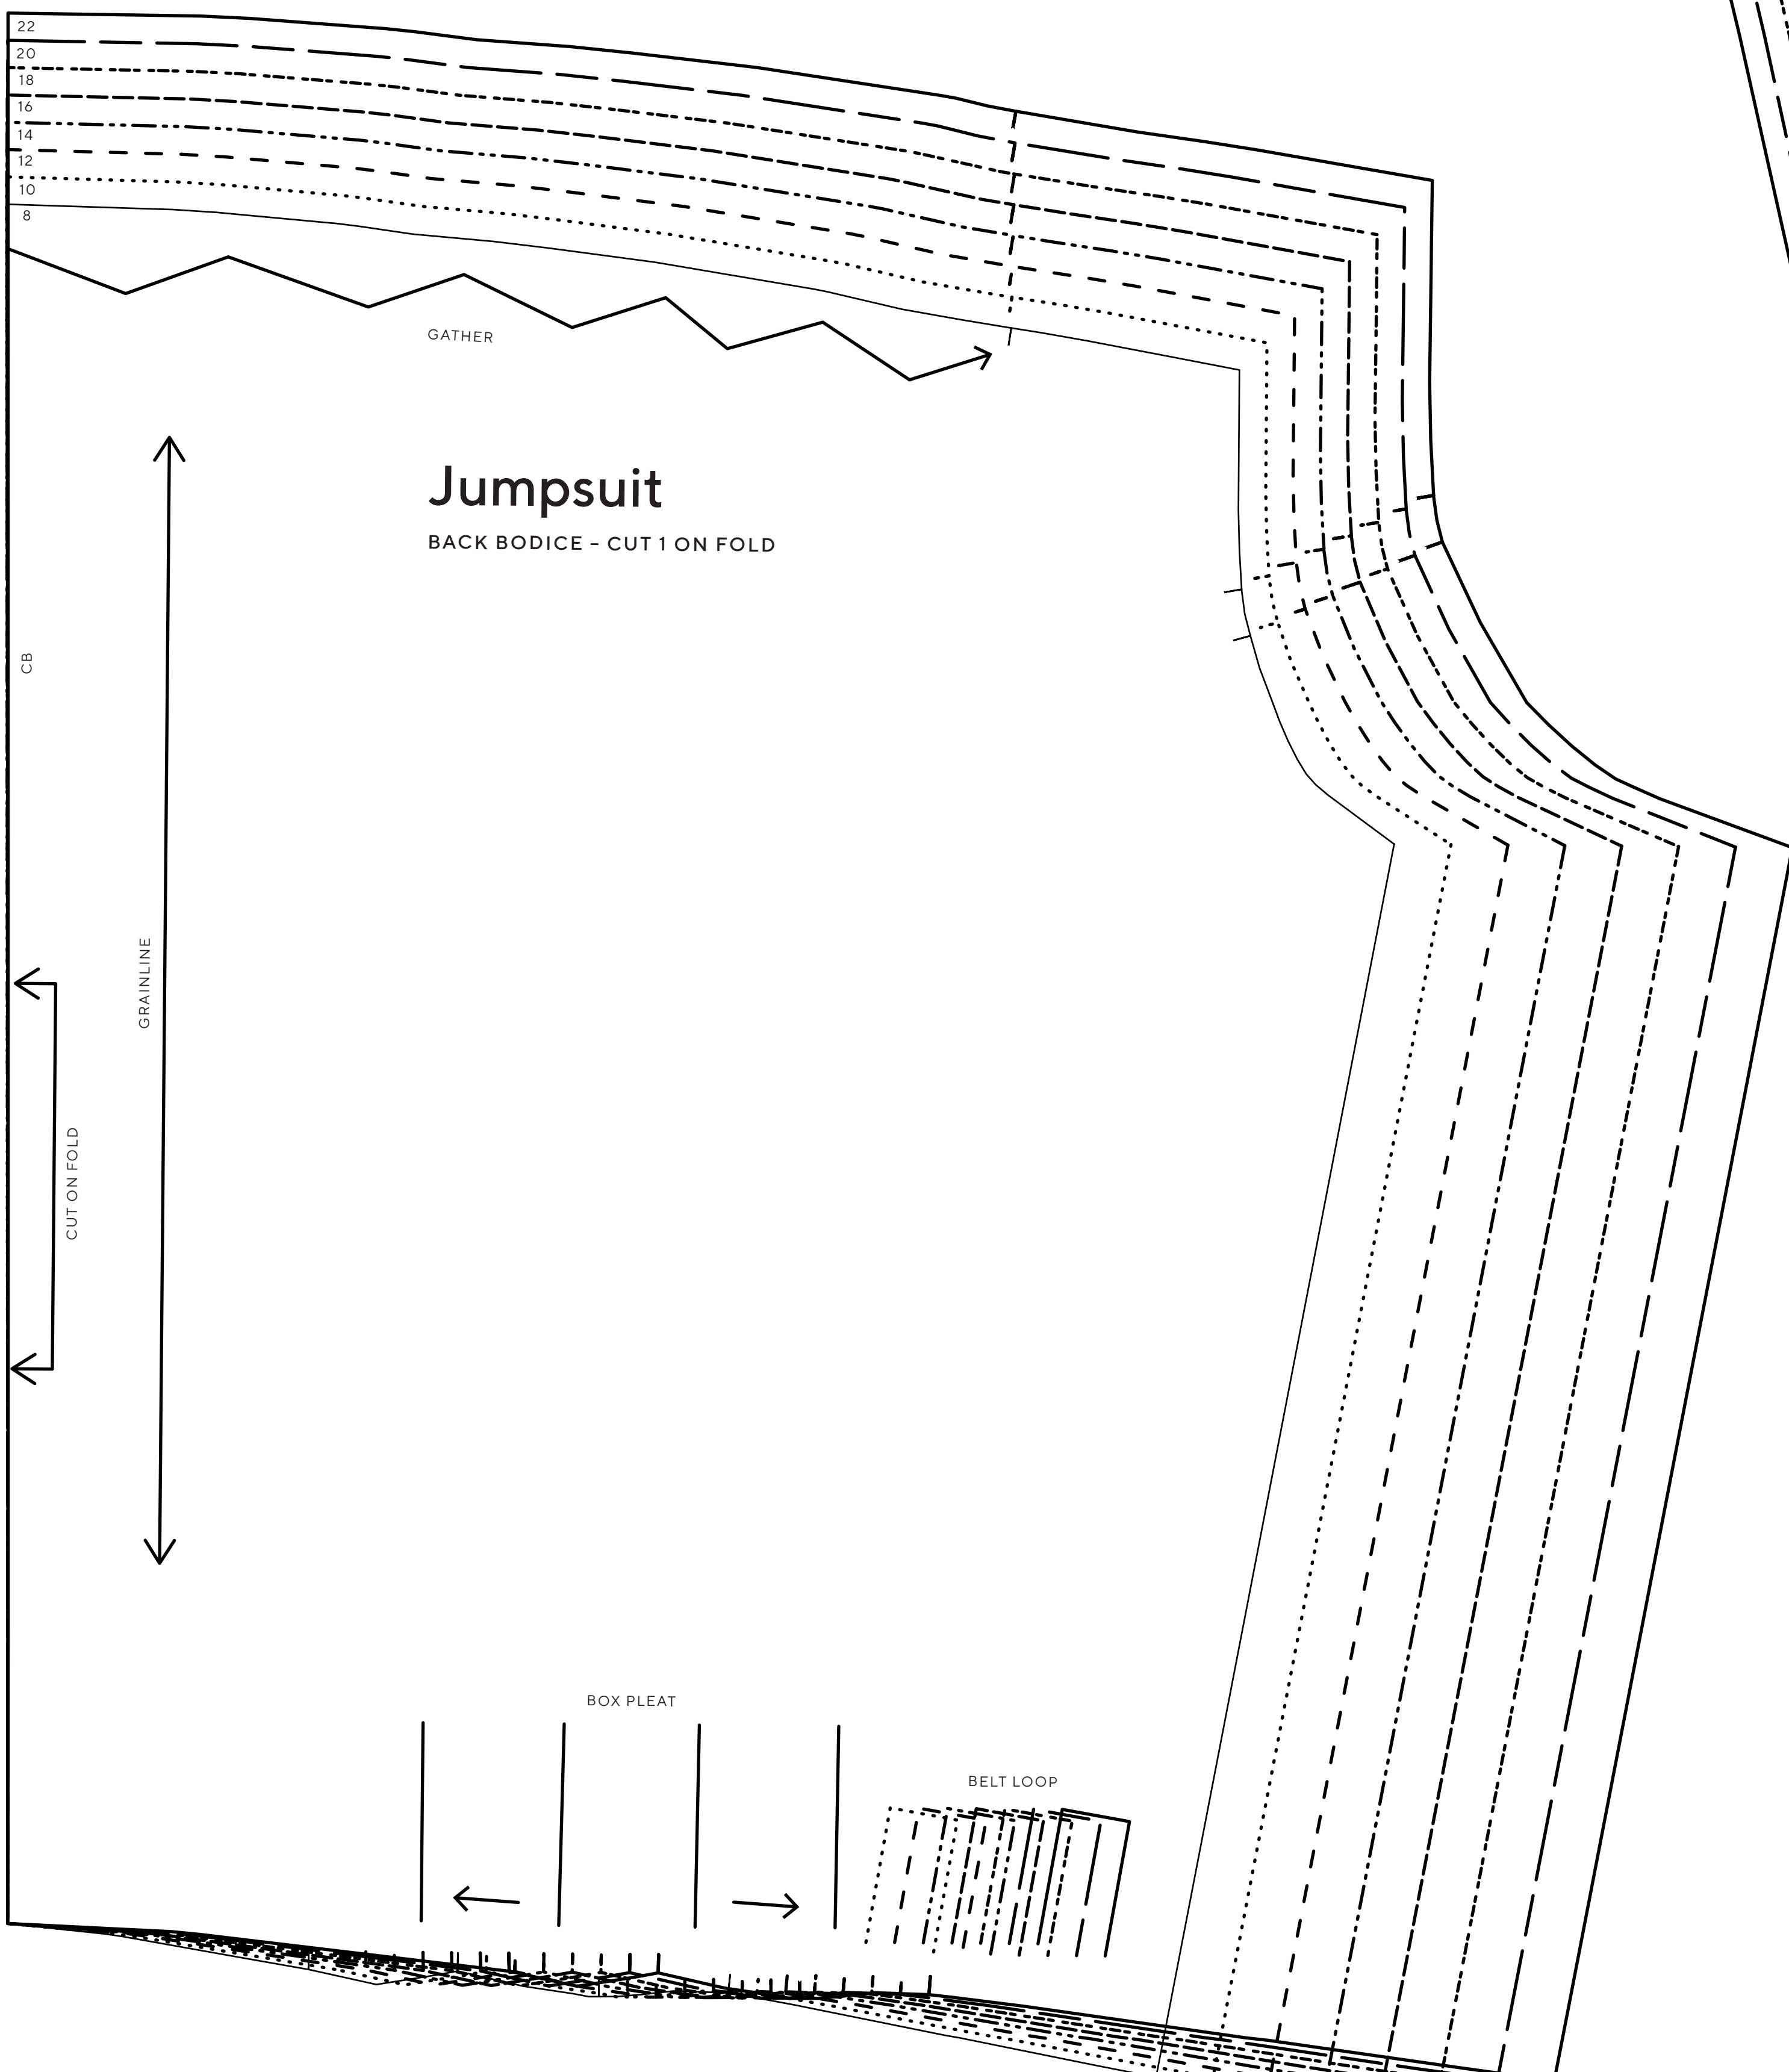 22
20
18
16
14
12
10
8
GATHER
Jumpsuit
BACK BODICE – CUT 1 ON FOLD
CB
GRAINLINE
CUT ON FOLD
BOX PLEAT
BELT LOOP